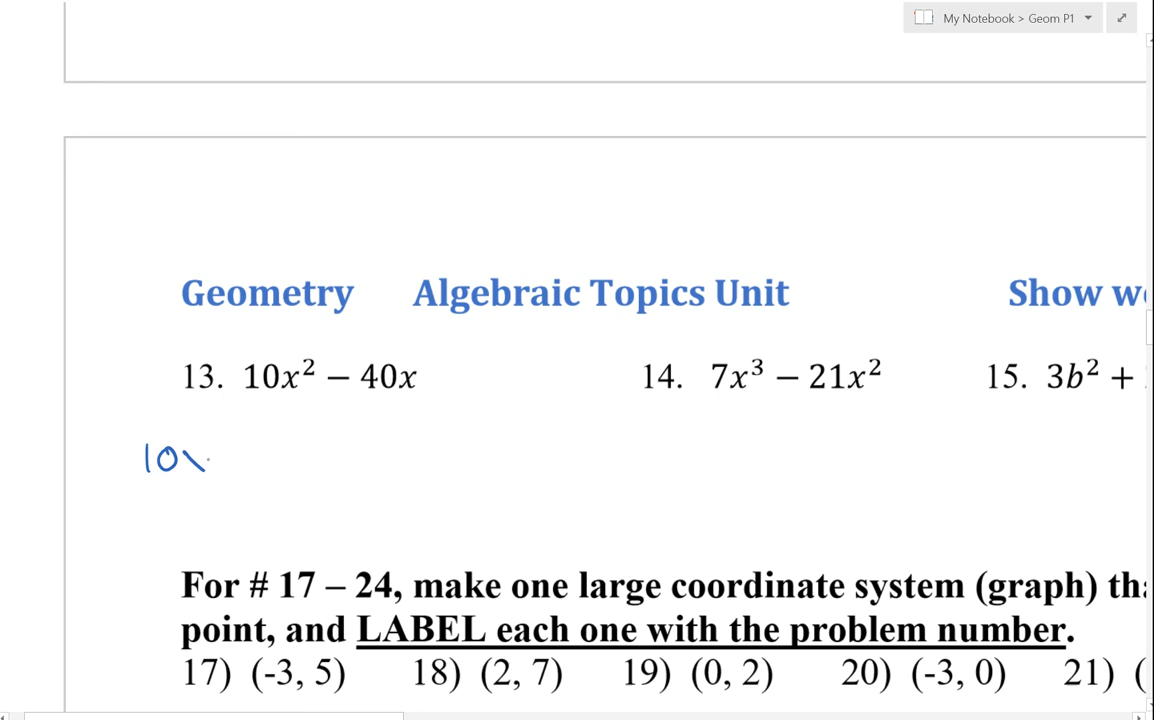 My Notebook > Geom P1
Geometry Algebraic Topics Unit Show
13. 10x² – 40x 14. 7x³ – 21x² 15. 3b² +
10x
For # 17 – 24, make one large coordinate system (graph)
point, and LABEL each one with the problem number.
17) (-3, 5) 18) (2, 7) 19) (0, 2) 20) (-3, 0) 21) (